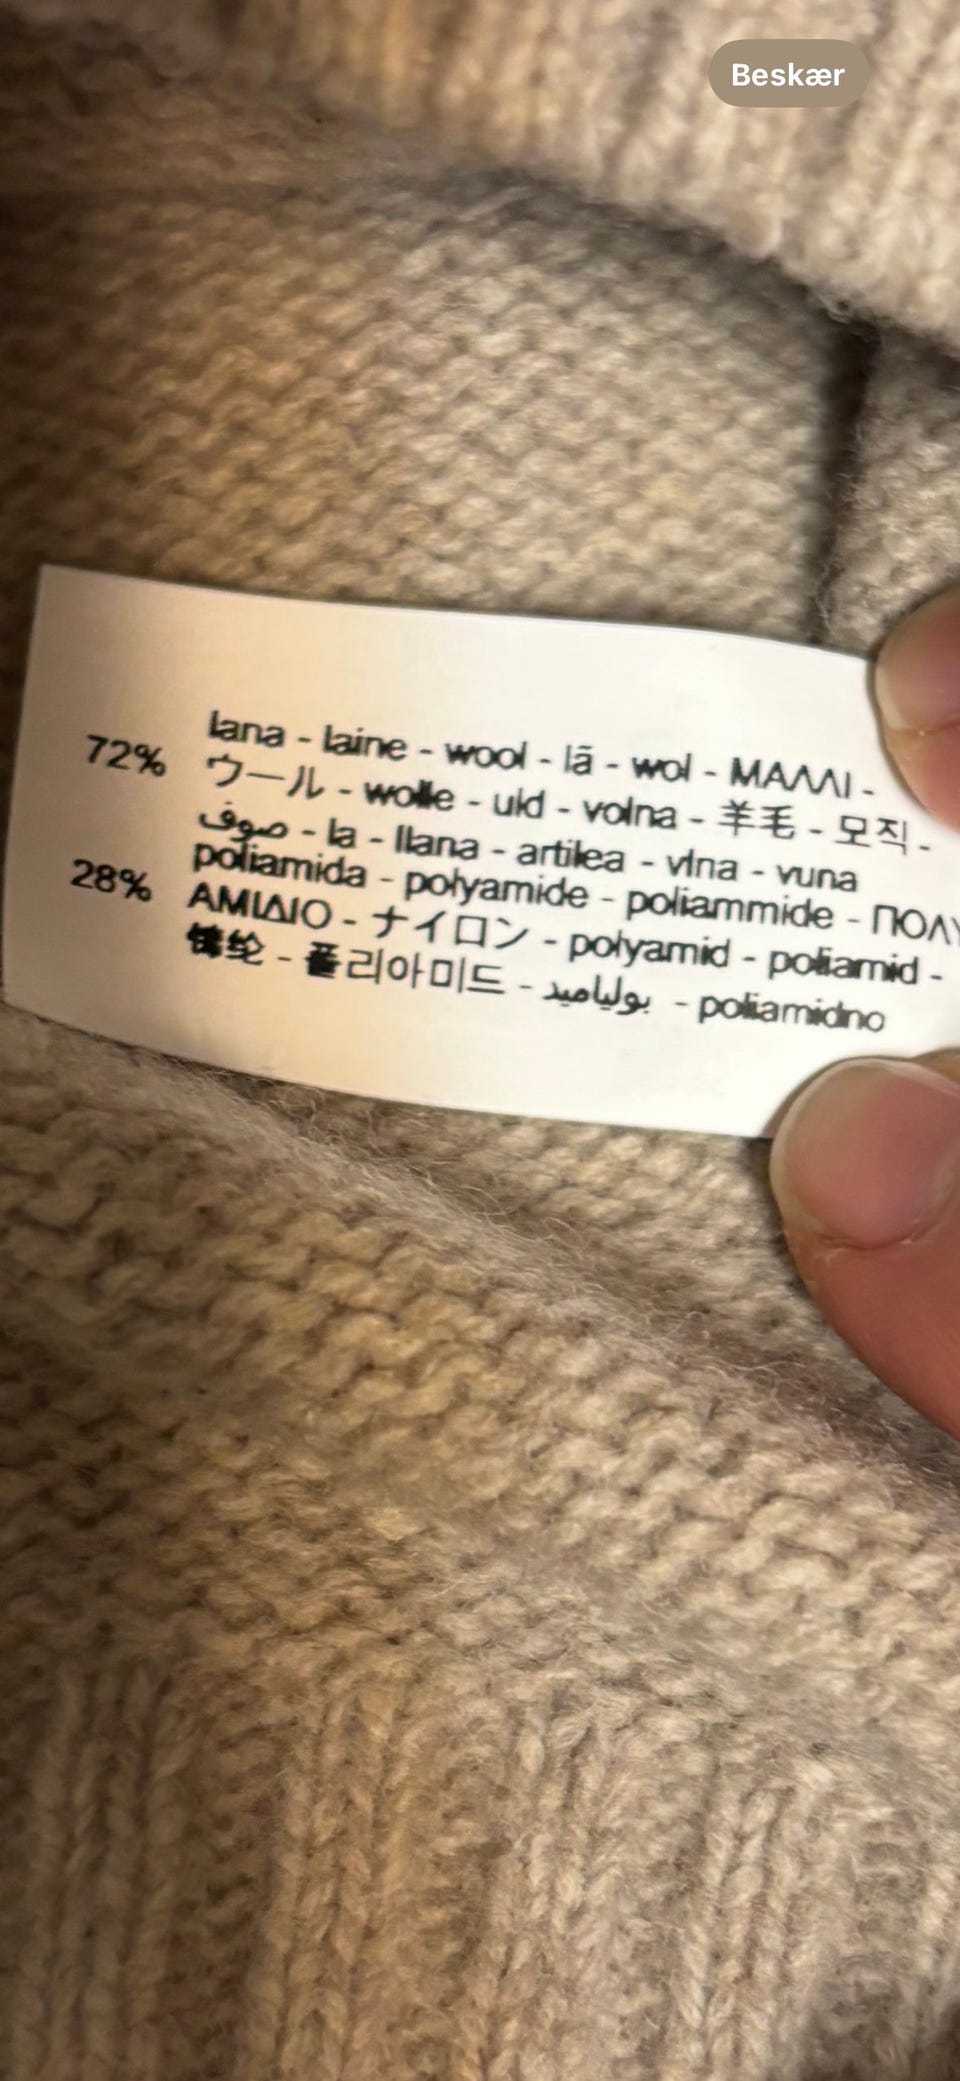 Beskær
72% lana - laine - wool - lã - wol - ΜΑΛΛΙ -
ウール - wolle - uld - volna - 羊毛 - 모직 -
صوف - la - llana - artilea - vlna - vuna
28% poliamida - polyamide - poliammide - ΠΟΛΥ
ΑΜΙΔΙΟ - ナイロン - polyamid - poliamid -
锦纶 - 폴리아미드 - بولياميد - poliamidno